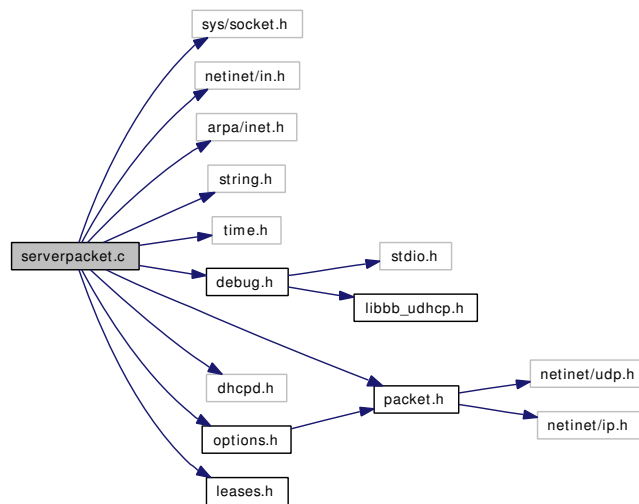 sys/socket.h
netinet/in.h
arpa/inet.h
string.h
time.h
serverpacket.c
stdio.h
debug.h
libbb_udhcp.h
netinet/udp.h
dhcpd.h
packet.h
netinet/ip.h
options.h
leases.h